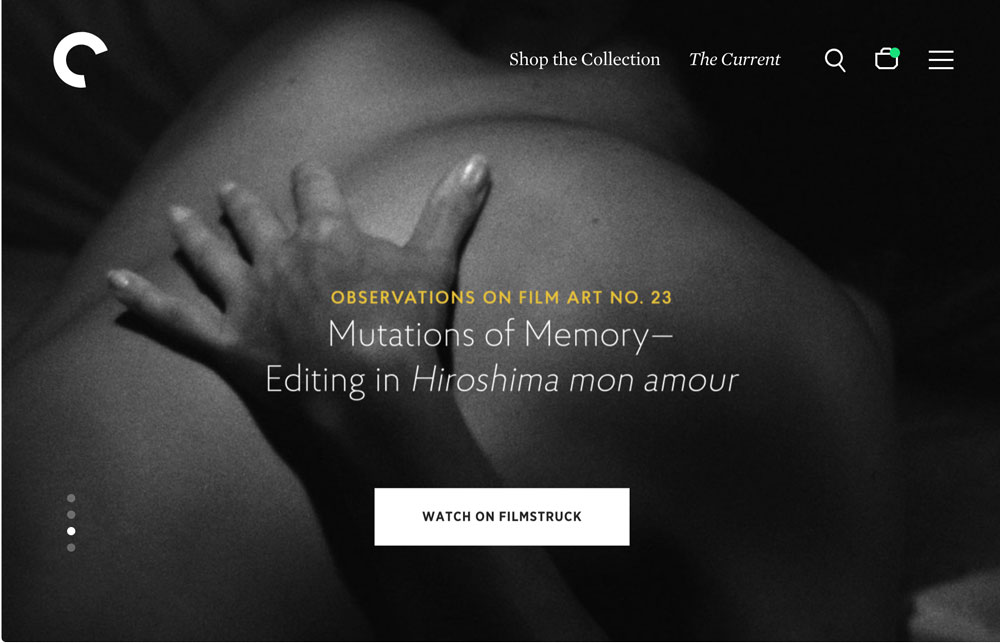 Shop the Collection
The Current
OBSERVATIONS ON FILM ART NO. 23
Mutations of Memory—
Editing in Hiroshima mon amour
WATCH ON FILMSTRUCK